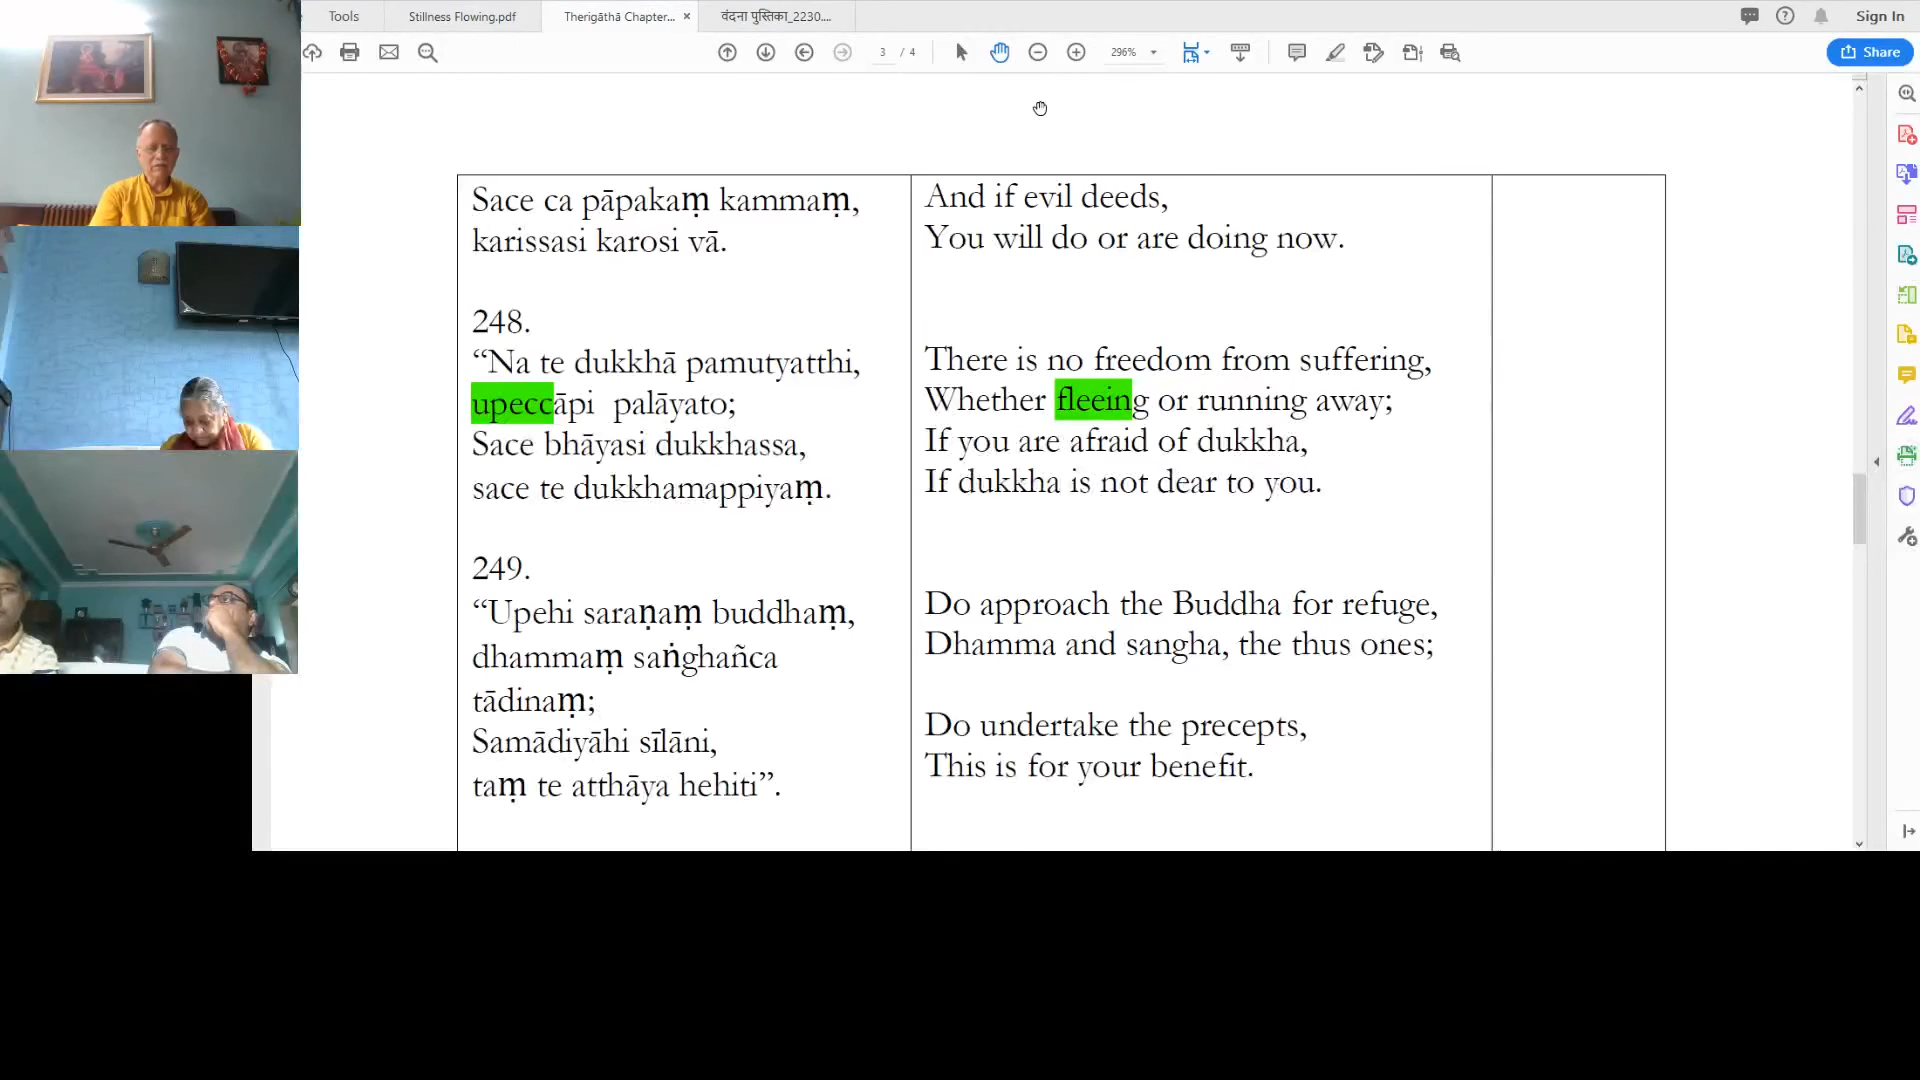 Tools
Stillness Flowing.pdf
Therigāthā Chapter...
वंदना पुस्तिका_2230....
Sign In
3 / 4
296%
Share
Sace ca pāpakaṃ kammaṃ,
karissasi karosi vā.
248.
“Na te dukkhā pamutyatthi,
upeccāpi palāyato;
Sace bhāyasi dukkhassa,
sace te dukkhamappiyaṃ.
249.
“Upehi saraṇaṃ buddhaṃ,
dhammaṃ saṅghañca
tādinaṃ;
Samādiyāhi sīlāni,
taṃ te atthāya hehiti”.
And if evil deeds,
You will do or are doing now.
There is no freedom from suffering,
Whether fleeing or running away;
If you are afraid of dukkha,
If dukkha is not dear to you.
Do approach the Buddha for refuge,
Dhamma and sangha, the thus ones;
Do undertake the precepts,
This is for your benefit.